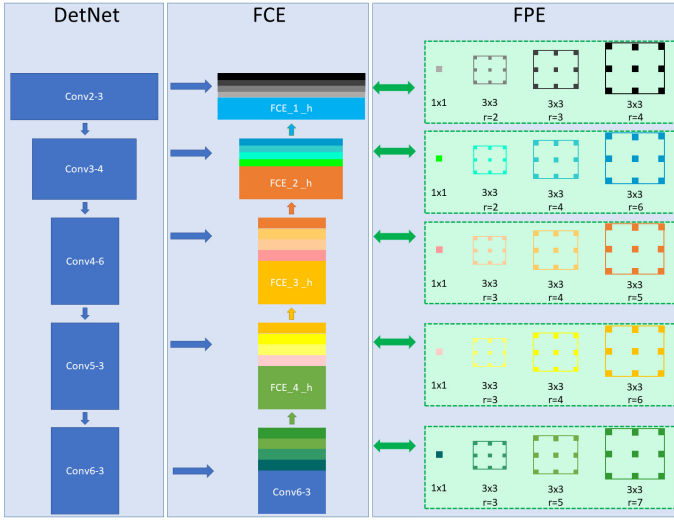 DetNet FCE FPE
Conv2-3
FCE_1 _h
1x1 3x3 3x3 3x3
r=2 r=3 r=4
Conv3-4
FCE_2 _h
1x1 3x3 3x3 3x3
r=2 r=4 r=6
Conv4-6
FCE_3 _h
1x1 3x3 3x3 3x3
r=3 r=4 r=5
Conv5-3
FCE_4 _h
1x1 3x3 3x3 3x3
r=3 r=4 r=6
Conv6-3
Conv6-3
1x1 3x3 3x3 3x3
r=3 r=5 r=7